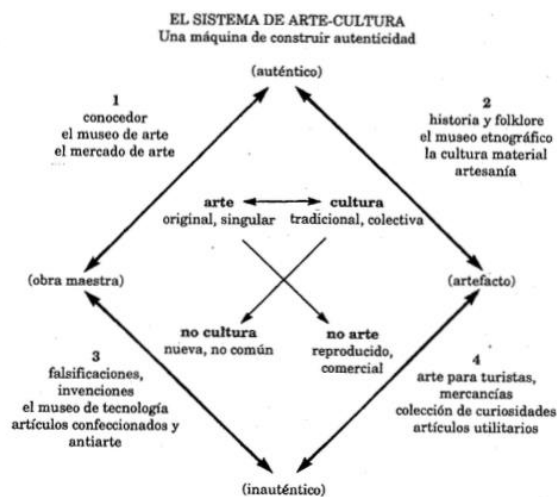 EL SISTEMA DE ARTE-CULTURA
Una máquina de construir autenticidad
(auténtico)
1
conocedor
el museo de arte
el mercado de arte
2
historia y folklore
el museo etnográfico
la cultura material
artesanía
arte
original, singular
cultura
tradicional, colectiva
(obra maestra)
(artefacto)
no cultura
nueva, no común
no arte
reproducido,
comercial
3
falsificaciones,
invenciones
el museo de tecnología
artículos confeccionados y
antiarte
4
arte para turistas,
mercancías
colección de curiosidades
artículos utilitarios
(inauténtico)